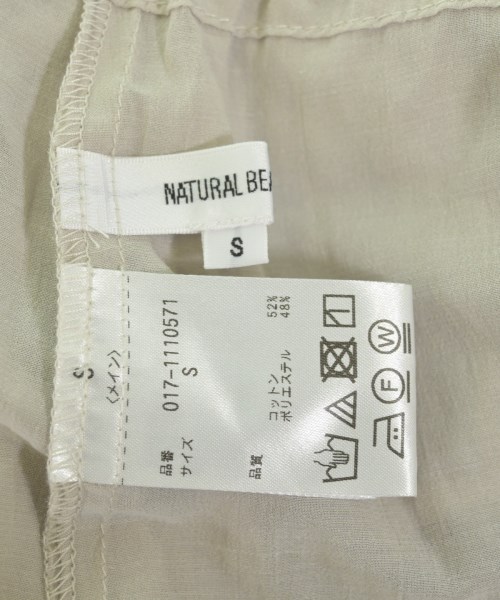 NATURAL BEA
S
品番 017-1110571
サイズ S
品質 コットン 52%
ポリエステル 48%
〈メイン〉
S
F
W